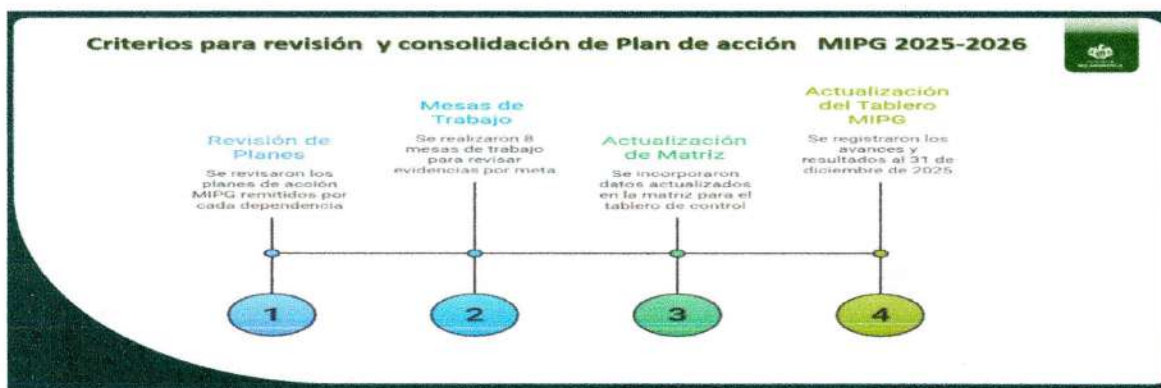 Criterios para revisión y consolidación de Plan de acción MIPG 2025-2026
Revisión de
Planes
Se revisaron los
planes de acción
MIPG remitidos por
cada dependencia
Mesas de
Trabajo
Se realizaron 8
mesas de trabajo
para revisar
evidencias por meta
Actualización
de Matriz
Se incorporaron
datos actualizados
en la matriz para el
tablero de control
Actualización
del Tablero
MIPG
Se registraron los
avances y
resultados al 31 de
diciembre de 2025
1
2
3
4